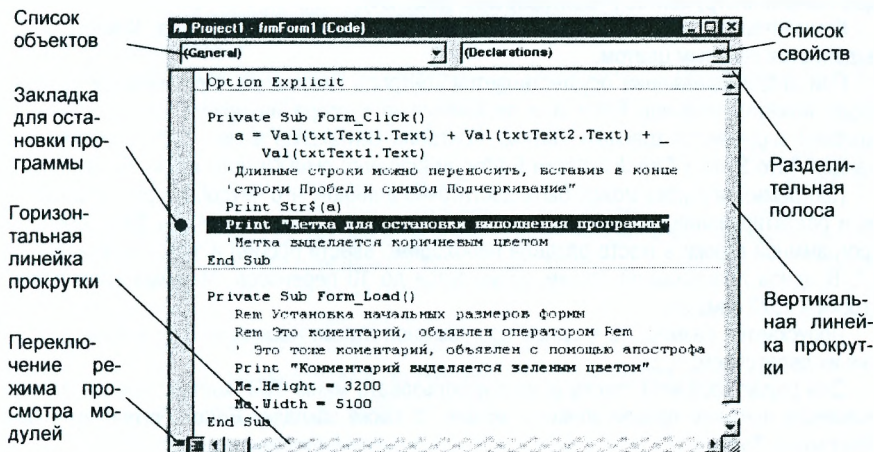 Список
объектов
Закладка
для оста-
новки про-
граммы
Горизон-
тальная
линейка
прокрутки
Переклю-
чение ре-
жима про-
смотра мо-
дулей
Project1 - frmForm1 (Code)
(General)
(Declarations)
Option Explicit
Private Sub Form_Click()
a = Val(txtText1.Text) + Val(txtText2.Text) + _
Val(txtText1.Text)
'Длинные строки можно переносить, вставив в конце
'строки Пробел и символ Подчеркивание"
Print Str$(a)
Print "Метка для остановки выполнения программы"
'Метка выделяется коричневым цветом
End Sub
Private Sub Form_Load()
Rem Установка начальных размеров формы
Rem Это коментарий, объявлен оператором Rem
' Это тоже коментарий, объявлен с помощью апострофа
Print "Комментарий выделяется зеленым цветом"
Me.Height = 3200
Me.Width = 5100
End Sub
Список
свойств
Раздели-
тельная
полоса
Вертикаль-
ная линей-
ка прокрут-
ки